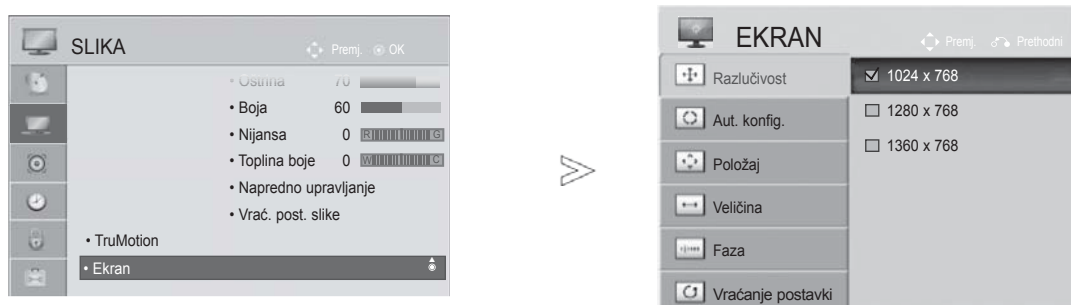 SLIKA
Premj. OK
• Oštrina 70
• Boja 60
• Nijansa 0 R G
• Toplina boje 0 W C
• Napredno upravljanje
• Vrać. post. slike
• TruMotion
• Ekran
EKRAN
Premj. Prethodni
Razlučivost
Aut. konfig.
Položaj
Veličina
Faza
Vraćanje postavki
1024 x 768
1280 x 768
1360 x 768